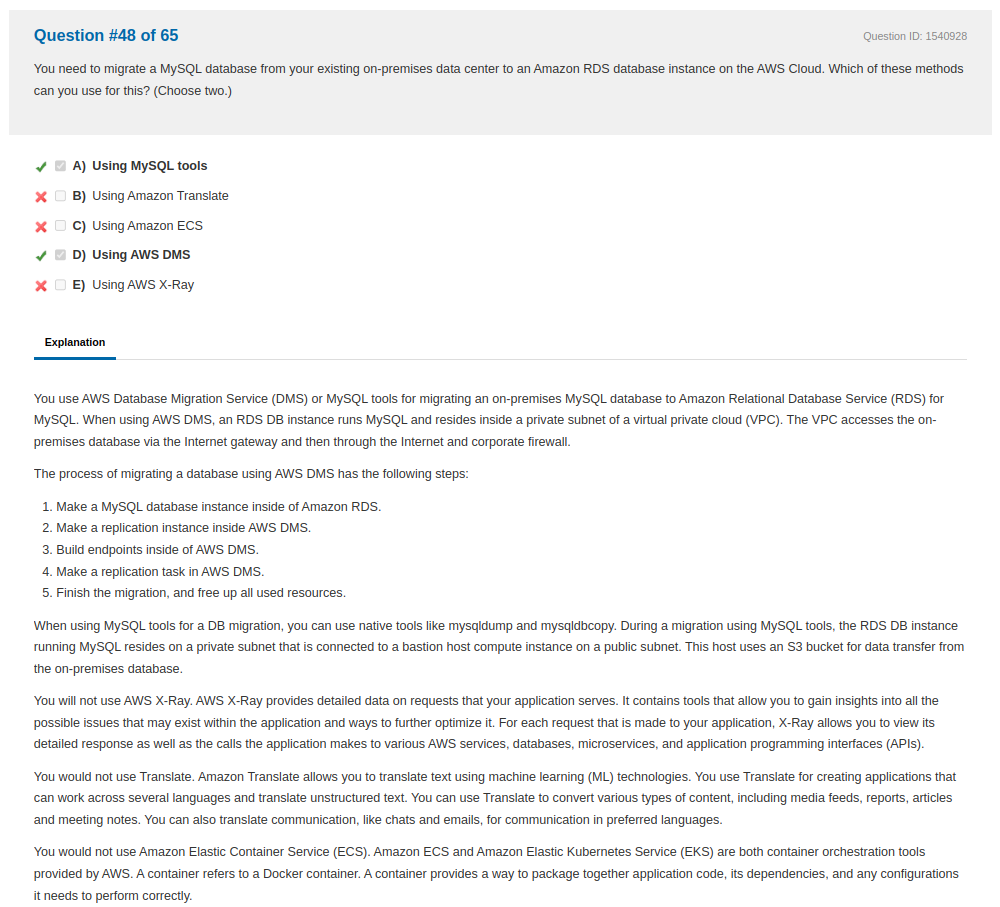 Question #48 of 65
Question ID: 1540928
You need to migrate a MySQL database from your existing on-premises data center to an Amazon RDS database instance on the AWS Cloud. Which of these methods
can you use for this? (Choose two.)
A) Using MySQL tools
B) Using Amazon Translate
C) Using Amazon ECS
D) Using AWS DMS
E) Using AWS X-Ray
Explanation
You use AWS Database Migration Service (DMS) or MySQL tools for migrating an on-premises MySQL database to Amazon Relational Database Service (RDS) for
MySQL. When using AWS DMS, an RDS DB instance runs MySQL and resides inside a private subnet of a virtual private cloud (VPC). The VPC accesses the on-
premises database via the Internet gateway and then through the Internet and corporate firewall.
The process of migrating a database using AWS DMS has the following steps:
1. Make a MySQL database instance inside of Amazon RDS.
2. Make a replication instance inside AWS DMS.
3. Build endpoints inside of AWS DMS.
4. Make a replication task in AWS DMS.
5. Finish the migration, and free up all used resources.
When using MySQL tools for a DB migration, you can use native tools like mysqldump and mysqldbcopy. During a migration using MySQL tools, the RDS DB instance
running MySQL resides on a private subnet that is connected to a bastion host compute instance on a public subnet. This host uses an S3 bucket for data transfer from
the on-premises database.
You will not use AWS X-Ray. AWS X-Ray provides detailed data on requests that your application serves. It contains tools that allow you to gain insights into all the
possible issues that may exist within the application and ways to further optimize it. For each request that is made to your application, X-Ray allows you to view its
detailed response as well as the calls the application makes to various AWS services, databases, microservices, and application programming interfaces (APIs).
You would not use Translate. Amazon Translate allows you to translate text using machine learning (ML) technologies. You use Translate for creating applications that
can work across several languages and translate unstructured text. You can use Translate to convert various types of content, including media feeds, reports, articles
and meeting notes. You can also translate communication, like chats and emails, for communication in preferred languages.
You would not use Amazon Elastic Container Service (ECS). Amazon ECS and Amazon Elastic Kubernetes Service (EKS) are both container orchestration tools
provided by AWS. A container refers to a Docker container. A container provides a way to package together application code, its dependencies, and any configurations
it needs to perform correctly.